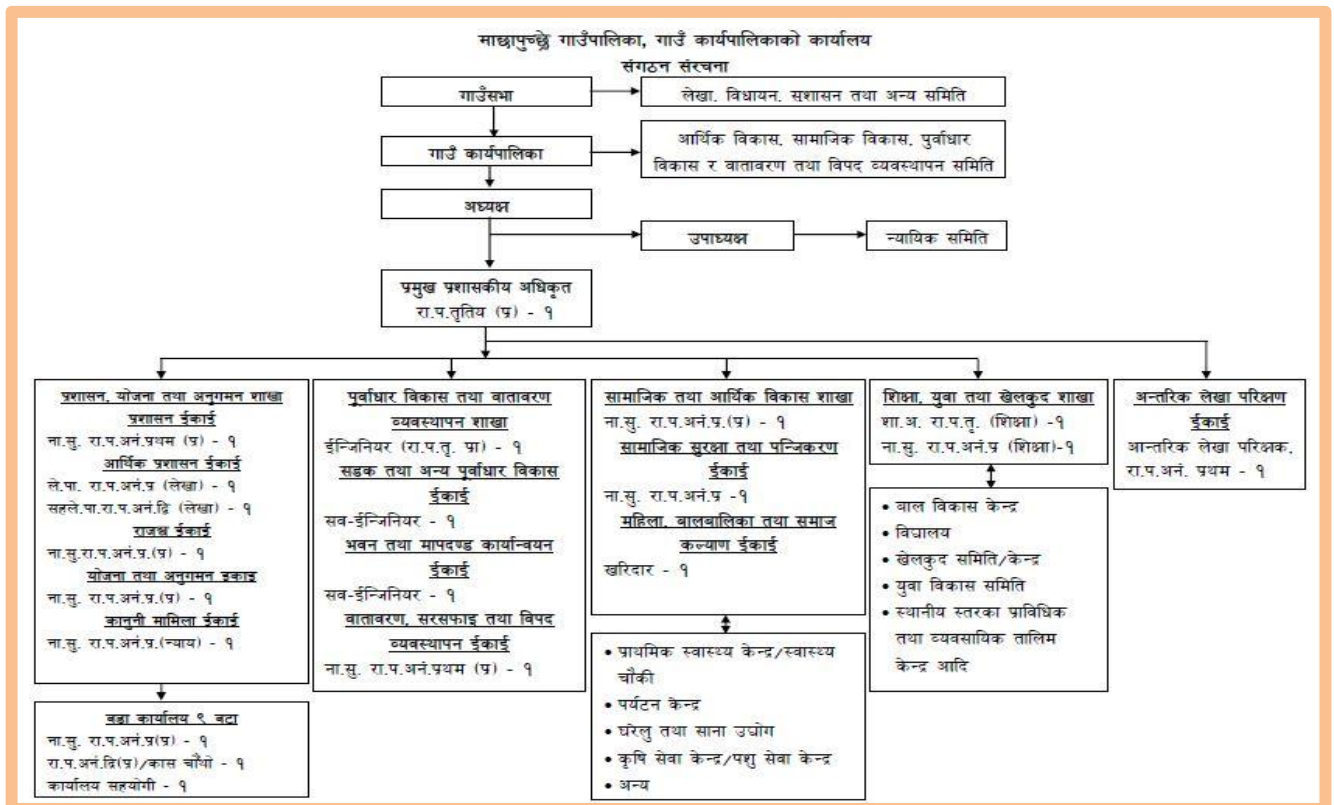 माछापुच्छ्रे गाउँपालिका, गाउँ कार्यपालिकाको कार्यालय
संगठन संरचना
गाउँसभा
लेखा, विधायन, सुशासन तथा अन्य समिति
गाउँ कार्यपालिका
आर्थिक विकास, सामाजिक विकास, पुर्वाधार
विकास र वातावरण तथा विपद व्यवस्थापन समिति
अध्यक्ष
उपाध्यक्ष
न्यायिक समिति
प्रमुख प्रशासकीय अधिकृत
रा.प.तृतिय (प्र) - १
प्रशासन, योजना तथा अनुगमन शाखा
प्रशासन ईकाई
ना.सु. रा.प.अनं.प्रथम (प्र) - १
आर्थिक प्रशासन ईकाई
ले.पा. रा.प.अनं.प्र (लेखा) - १
सहले.पा.रा.प.अनं.द्वि (लेखा) - १
राजश्व ईकाई
ना.सु.रा.प.अनं.प्र.(प्र) - १
योजना तथा अनुगमन इकाइ
ना.सु. रा.प.अनं.प्र.(प्र) - १
कानुनी मामिला ईकाई
ना.सु. रा.प.अनं.प्र.(न्याय) - १
वडा कार्यालय ९ वटा
ना.सु. रा.प.अनं.प्र(प्र) - १
रा.प.अनं.द्वि(प्र)/कास चौंथो - १
कार्यालय सहयोगी - १
पूर्वाधार विकास तथा वातावरण
व्यवस्थापन शाखा
ईन्जिनियर (रा.प.तृ. प्रा) - १
सडक तथा अन्य पूर्वाधार विकास
ईकाई
सव-ईन्जिनियर - १
भवन तथा मापदण्ड कार्यान्वयन
ईकाई
सव-ईन्जिनियर - १
वातावरण, सरसफाइ तथा विपद
व्यवस्थापन ईकाई
ना.सु. रा.प.अनं.प्रथम (प्र) - १
सामाजिक तथा आर्थिक विकास शाखा
ना.सु. रा.प.अनं.प्र.(प्र) - १
सामाजिक सुरक्षा तथा पन्जिकरण
ईकाई
ना.सु. रा.प.अनं.प्र -१
महिला, बालबालिका तथा समाज
कल्याण ईकाई
खरिदार - १
• प्राथमिक स्वास्थ्य केन्द्र/स्वास्थ्य
चौकी
• पर्यटन केन्द्र
• घरेलु तथा साना उद्योग
• कृषि सेवा केन्द्र/पशु सेवा केन्द्र
• अन्य
शिक्षा, युवा तथा खेलकुद शाखा
शा.अ. रा.प.तृ. (शिक्षा) -१
ना.सु. रा.प.अनं.प्र (शिक्षा)-१
• बाल विकास केन्द्र
• विद्यालय
• खेलकुद समिति/केन्द्र
• युवा विकास समिति
• स्थानीय स्तरका प्राविधिक
तथा व्यवसायिक तालिम
केन्द्र आदि
अन्तरिक लेखा परिक्षण
ईकाई
आन्तरिक लेखा परिक्षक,
रा.प.अनं. प्रथम - १